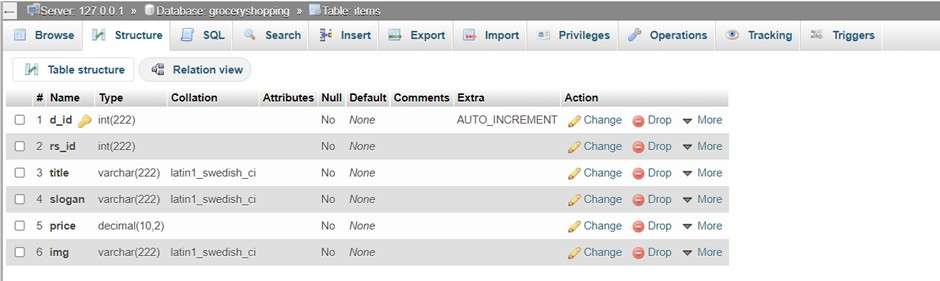 Server: 127.0.0.1 » Database: groceryshopping » Table: items
Browse Structure SQL Search Insert Export Import Privileges Operations Tracking Triggers
Table structure Relation view
# Name Type Collation Attributes Null Default Comments Extra Action
1 d_id int(222) No None AUTO_INCREMENT Change Drop More
2 rs_id int(222) No None Change Drop More
3 title varchar(222) latin1_swedish_ci No None Change Drop More
4 slogan varchar(222) latin1_swedish_ci No None Change Drop More
5 price decimal(10,2) No None Change Drop More
6 img varchar(222) latin1_swedish_ci No None Change Drop More